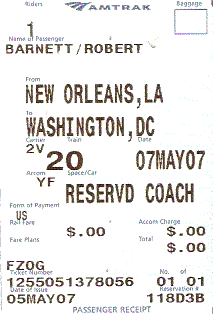 Riders AMTRAK Baggage
1
Name of Passenger
BARNETT/ROBERT
From
NEW ORLEANS,LA
To
WASHINGTON,DC
Carrier Train Date
2V 20 07MAY07
Accom Space/Car
YF RESERVD COACH
Form of Payment
US
Rail Fare Accom Charge
$.00 $.00
Fare Plans Total
$.00
FZOG
Ticket Number No. of
1255051378056 01 01
Date of Issue Reservation #
05MAY07 118D3B
PASSENGER RECEIPT